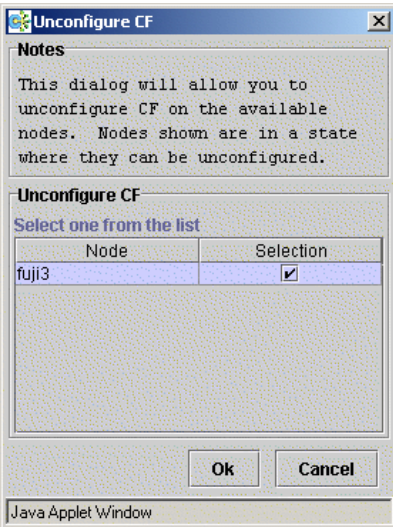 Unconfigure CF
Notes
This dialog will allow you to
unconfigure CF on the available
nodes. Nodes shown are in a state
where they can be unconfigured.
Unconfigure CF
Select one from the list
Node Selection
fuji3
Ok Cancel
Java Applet Window